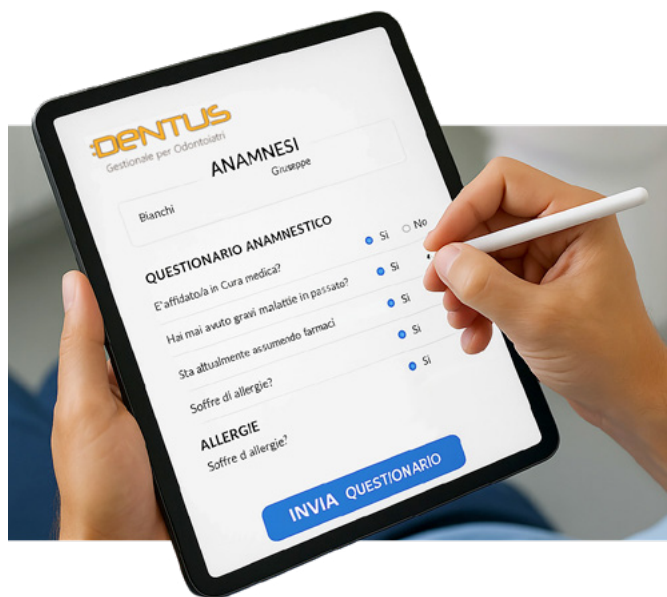 DENTUS
Gestionale per Odontoiatri
ANAMNESI
Bianchi Giuseppe
QUESTIONARIO ANAMNESTICO
E'affidato/a in Cura medica? Si No
Hai mai avuto gravi malattie in passato? Si
Sta altualmente assumendo farmaci Si
Soffre di allergie? Si
ALLERGIE Si
Soffre d allergie?
INVIA QUESTIONARIO